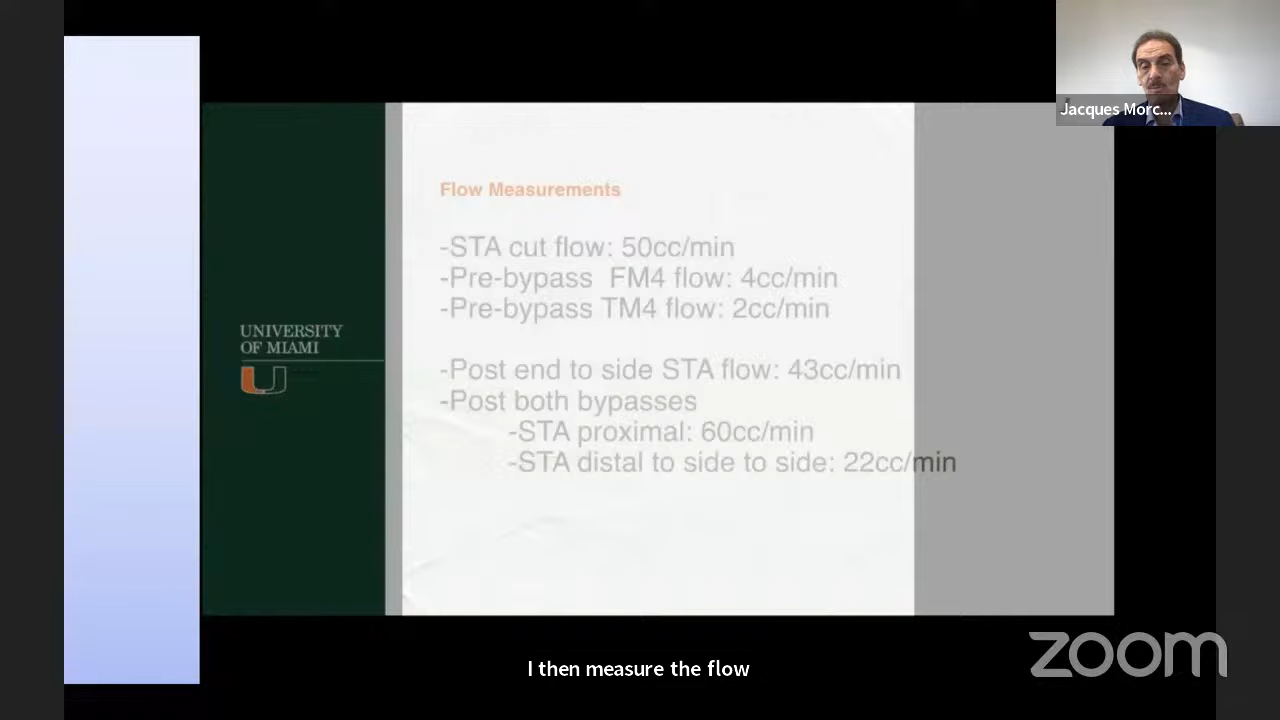 Jacques Morc...
Flow Measurements
-STA cut flow: 50cc/min
-Pre-bypass FM4 flow: 4cc/min
-Pre-bypass TM4 flow: 2cc/min
UNIVERSITY
OF MIAMI
-Post end to side STA flow: 43cc/min
-Post both bypasses
-STA proximal: 60cc/min
-STA distal to side to side: 22cc/min
zoom
I then measure the flow